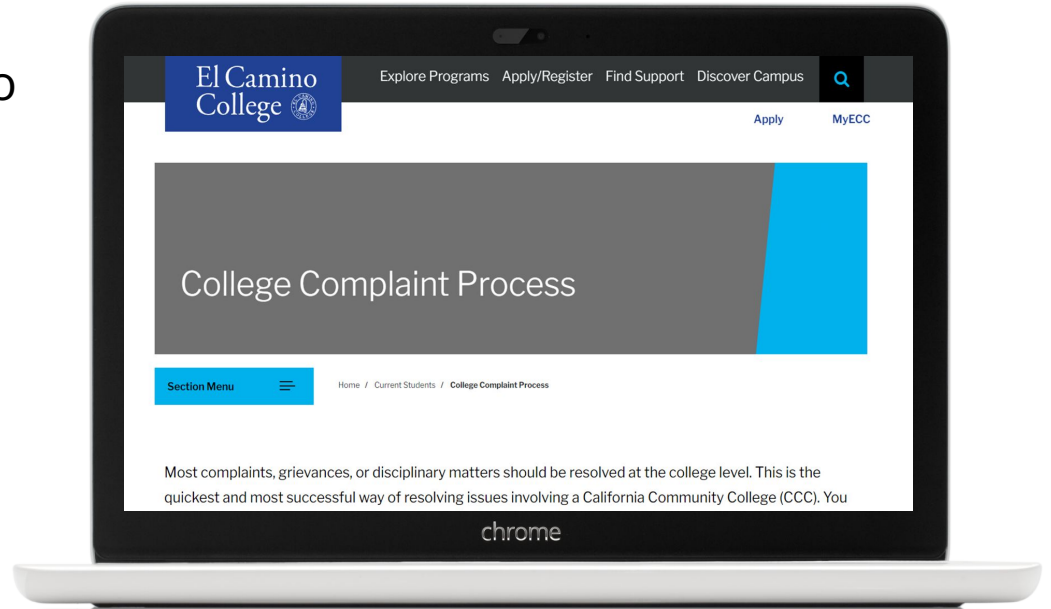 o
El Camino
College
Explore Programs Apply/Register Find Support Discover Campus
Apply MyECC
College Complaint Process
Section Menu
Home / Current Students / College Complaint Process
Most complaints, grievances, or disciplinary matters should be resolved at the college level. This is the
quickest and most successful way of resolving issues involving a California Community College (CCC). You
chrome